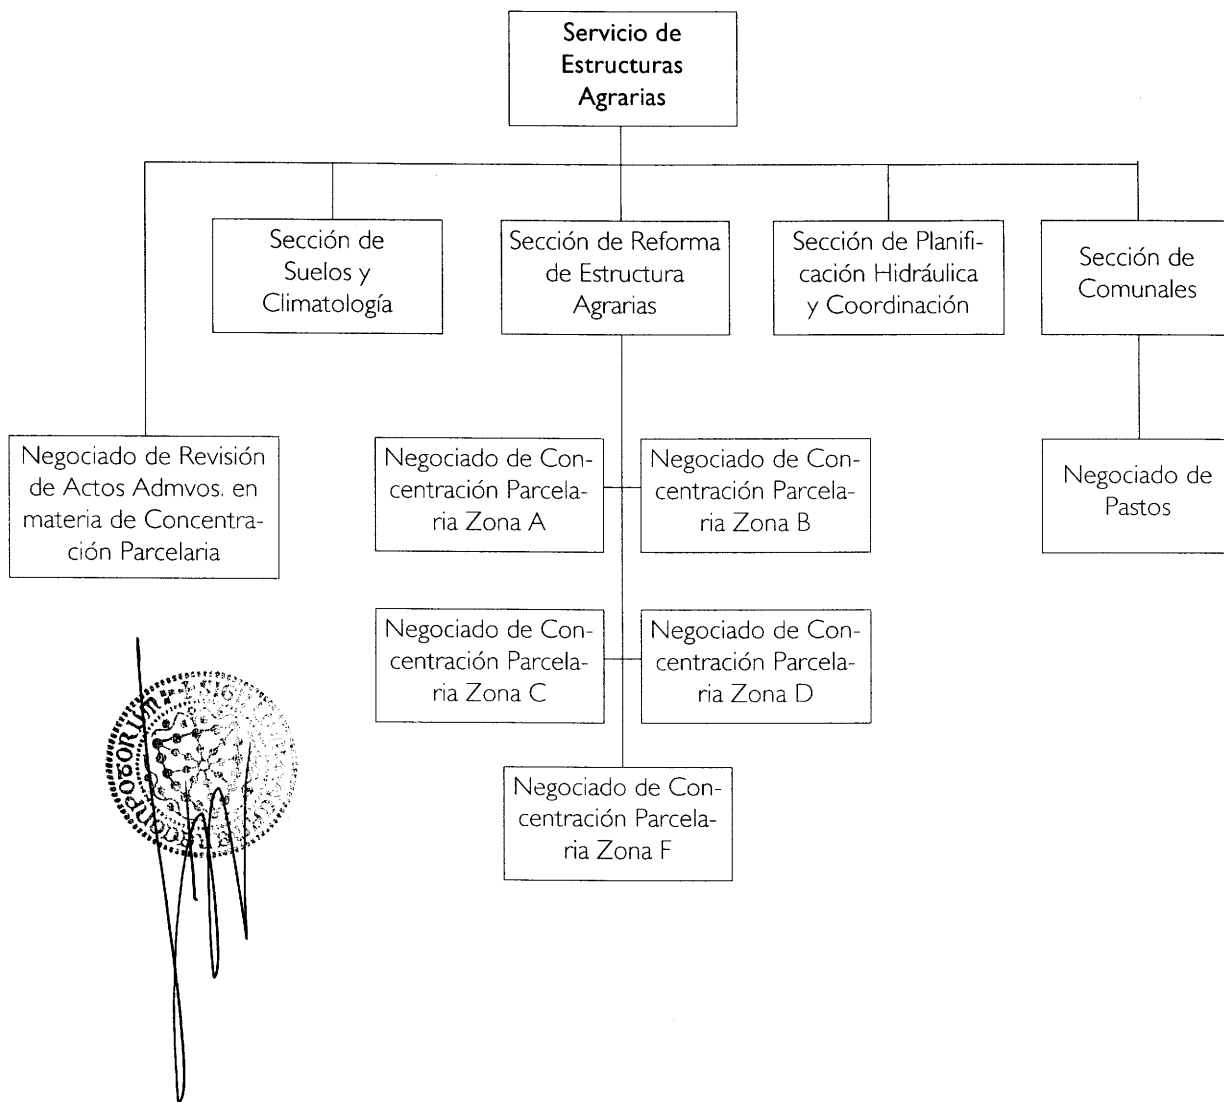 Servicio de
Estructuras
Agrarias
Sección de
Suelos y
Climatología
Sección de Reforma
de Estructura
Agrarias
Sección de Planifi-
cación Hidráulica
y Coordinación
Sección de
Comunales
Negociado de Revisión
de Actos Admvos. en
materia de Concentra-
ción Parcelaria
Negociado de Con-
centración Parcela-
ria Zona A
Negociado de Con-
centración Parcela-
ria Zona B
Negociado de
Pastos
Negociado de Con-
centración Parcela-
ria Zona C
Negociado de Con-
centración Parcela-
ria Zona D
Negociado de Con-
centración Parcela-
ria Zona F